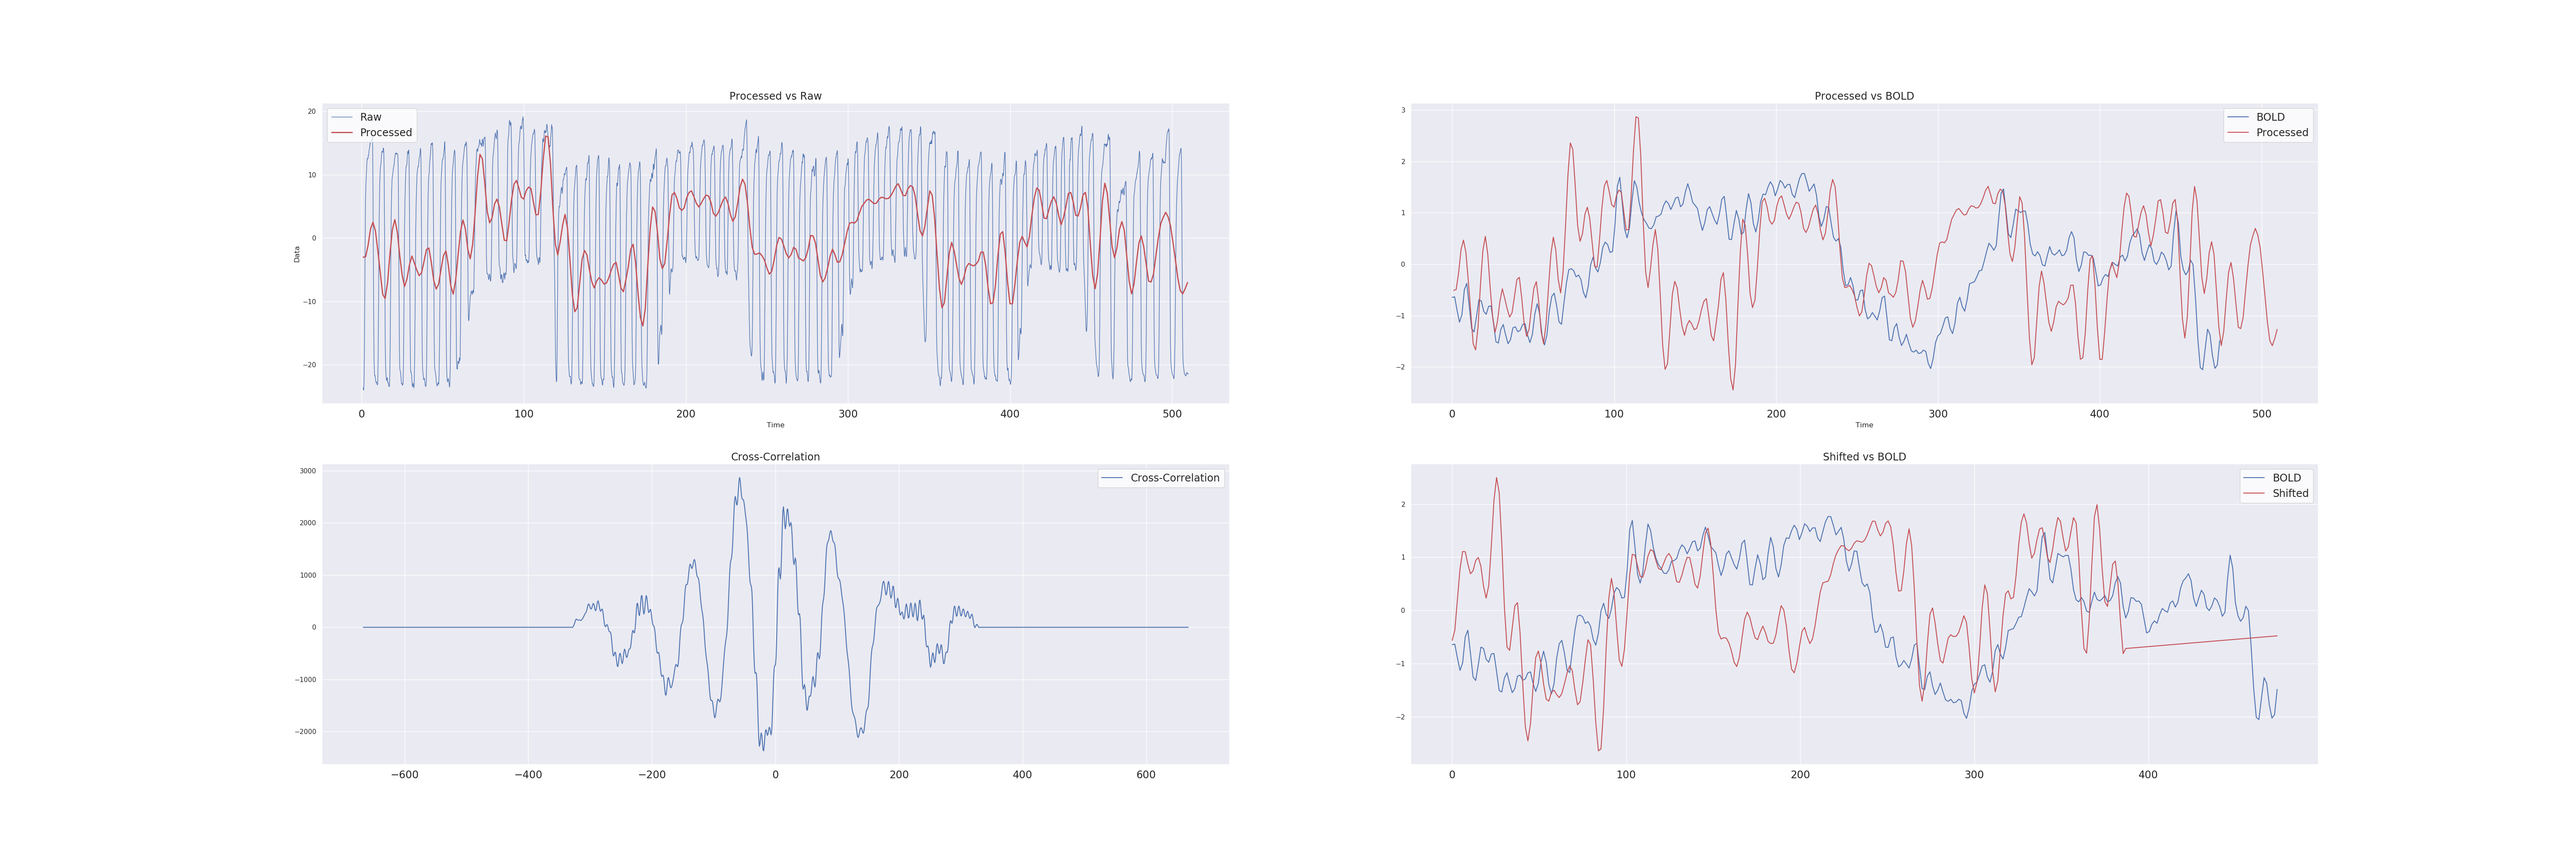 Processed vs Raw
Raw
Processed
20
10
0
−10
−20
Data
0 100 200 300 400 500
Time
Processed vs BOLD
BOLD
Processed
3
2
1
0
−1
−2
0 100 200 300 400 500
Time
Cross-Correlation
Cross-Correlation
3000
2000
1000
0
−1000
−2000
−600 −400 −200 0 200 400 600
Shifted vs BOLD
BOLD
Shifted
2
1
0
−1
−2
0 100 200 300 400